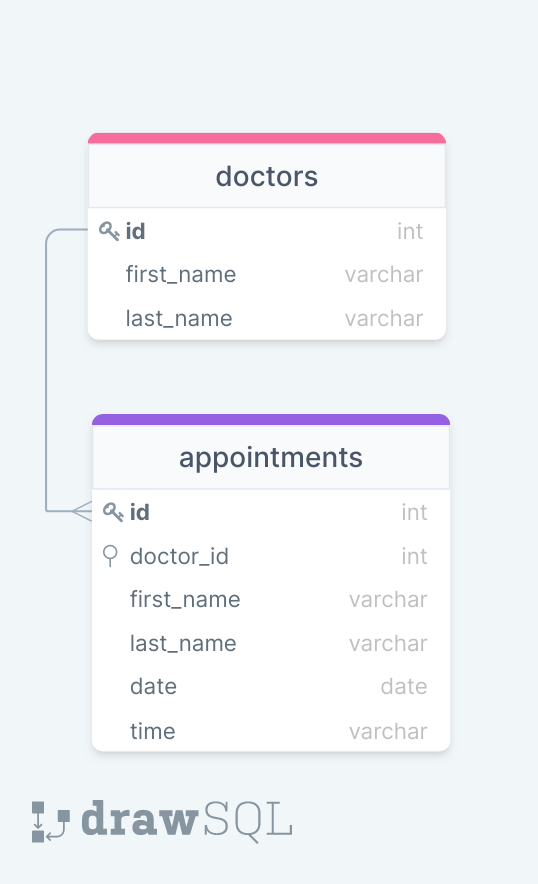 doctors
id int
first_name varchar
last_name varchar
appointments
id int
doctor_id int
first_name varchar
last_name varchar
date date
time varchar
drawSQL